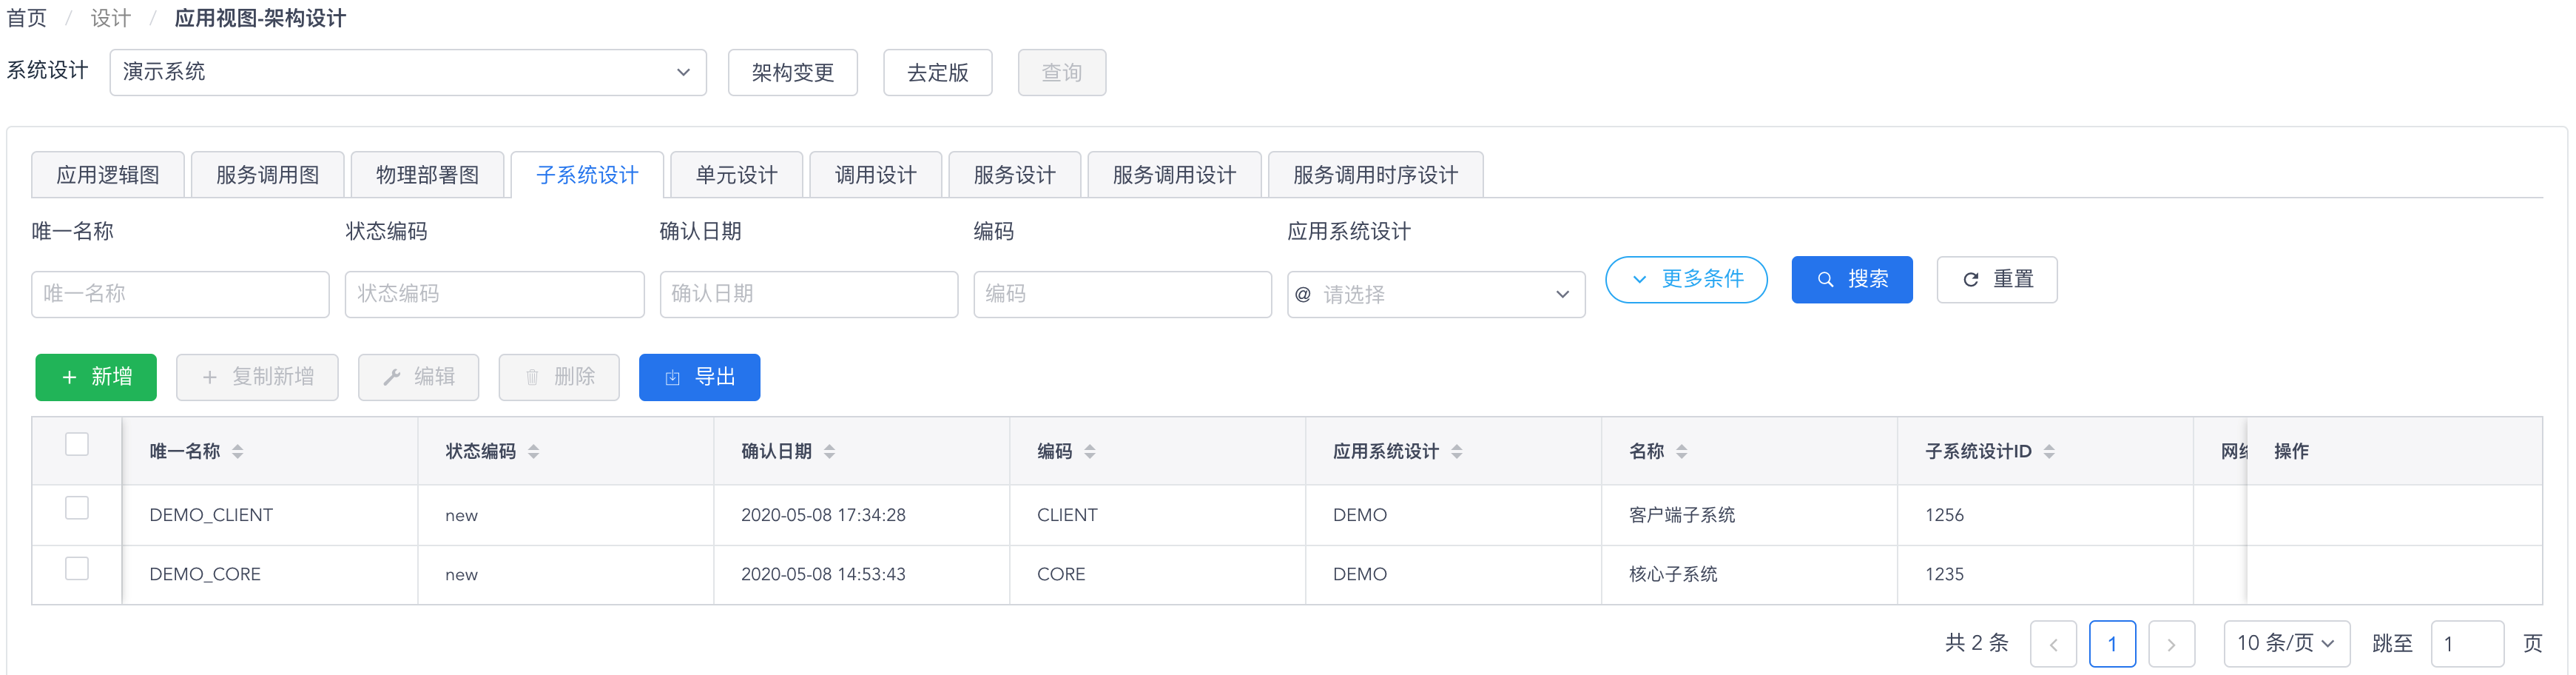 首页 / 设计 / 应用视图-架构设计
系统设计 演示系统 架构变更 去定版 查询
应用逻辑图 服务调用图 物理部署图 子系统设计 单元设计 调用设计 服务设计 服务调用设计 服务调用时序设计
唯一名称 状态编码 确认日期 编码 应用系统设计
唯一名称 状态编码 确认日期 编码 @ 请选择 更多条件 搜索 重置
+ 新增 + 复制新增 编辑 删除 导出
唯一名称 状态编码 确认日期 编码 应用系统设计 名称 子系统设计ID 网 操作
DEMO_CLIENT new 2020-05-08 17:34:28 CLIENT DEMO 客户端子系统 1256
DEMO_CORE new 2020-05-08 14:53:43 CORE DEMO 核心子系统 1235
共 2 条 < 1 > 10 条/页 跳至 1 页